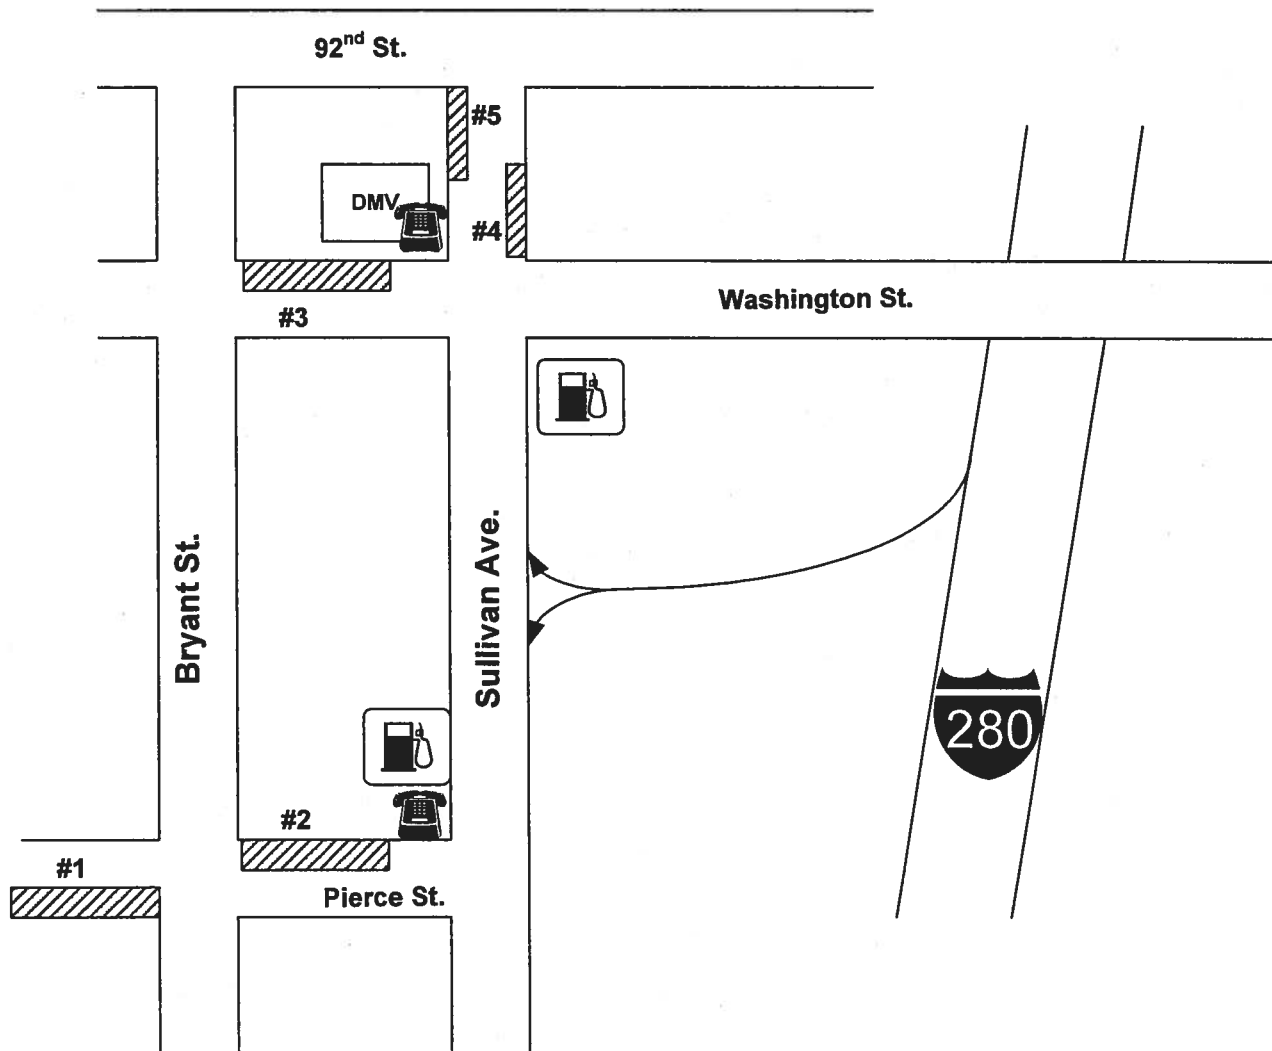 92nd St.
#5
DMV
#4
Washington St.
#3
Bryant St.
Sullivan Ave.
280
#2
#1
Pierce St.